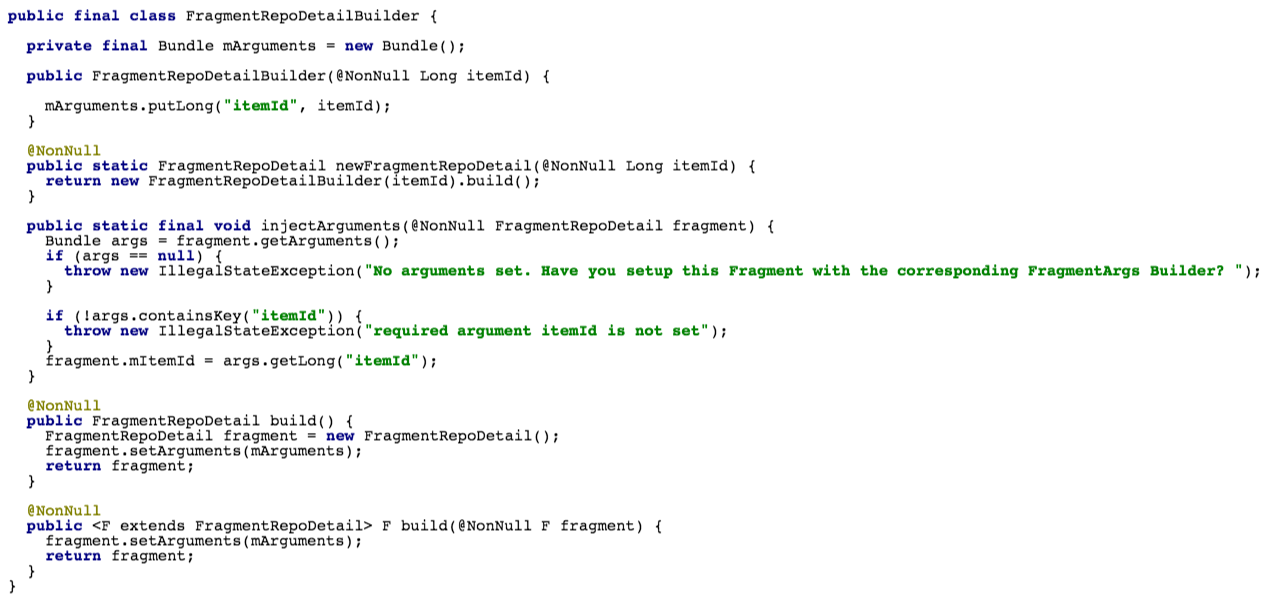 public final class FragmentRepoDetailBuilder {
private final Bundle mArguments = new Bundle();
public FragmentRepoDetailBuilder(@NonNull Long itemId) {
mArguments.putLong("itemId", itemId);
}
@NonNull
public static FragmentRepoDetail newFragmentRepoDetail(@NonNull Long itemId) {
return new FragmentRepoDetailBuilder(itemId).build();
}
public static final void injectArguments(@NonNull FragmentRepoDetail fragment) {
Bundle args = fragment.getArguments();
if (args == null) {
throw new IllegalStateException("No arguments set. Have you setup this Fragment with the corresponding FragmentArgs Builder? ");
}
if (!args.containsKey("itemId")) {
throw new IllegalStateException("required argument itemId is not set");
}
fragment.mItemId = args.getLong("itemId");
}
@NonNull
public FragmentRepoDetail build() {
FragmentRepoDetail fragment = new FragmentRepoDetail();
fragment.setArguments(mArguments);
return fragment;
}
@NonNull
public <F extends FragmentRepoDetail> F build(@NonNull F fragment) {
fragment.setArguments(mArguments);
return fragment;
}
}